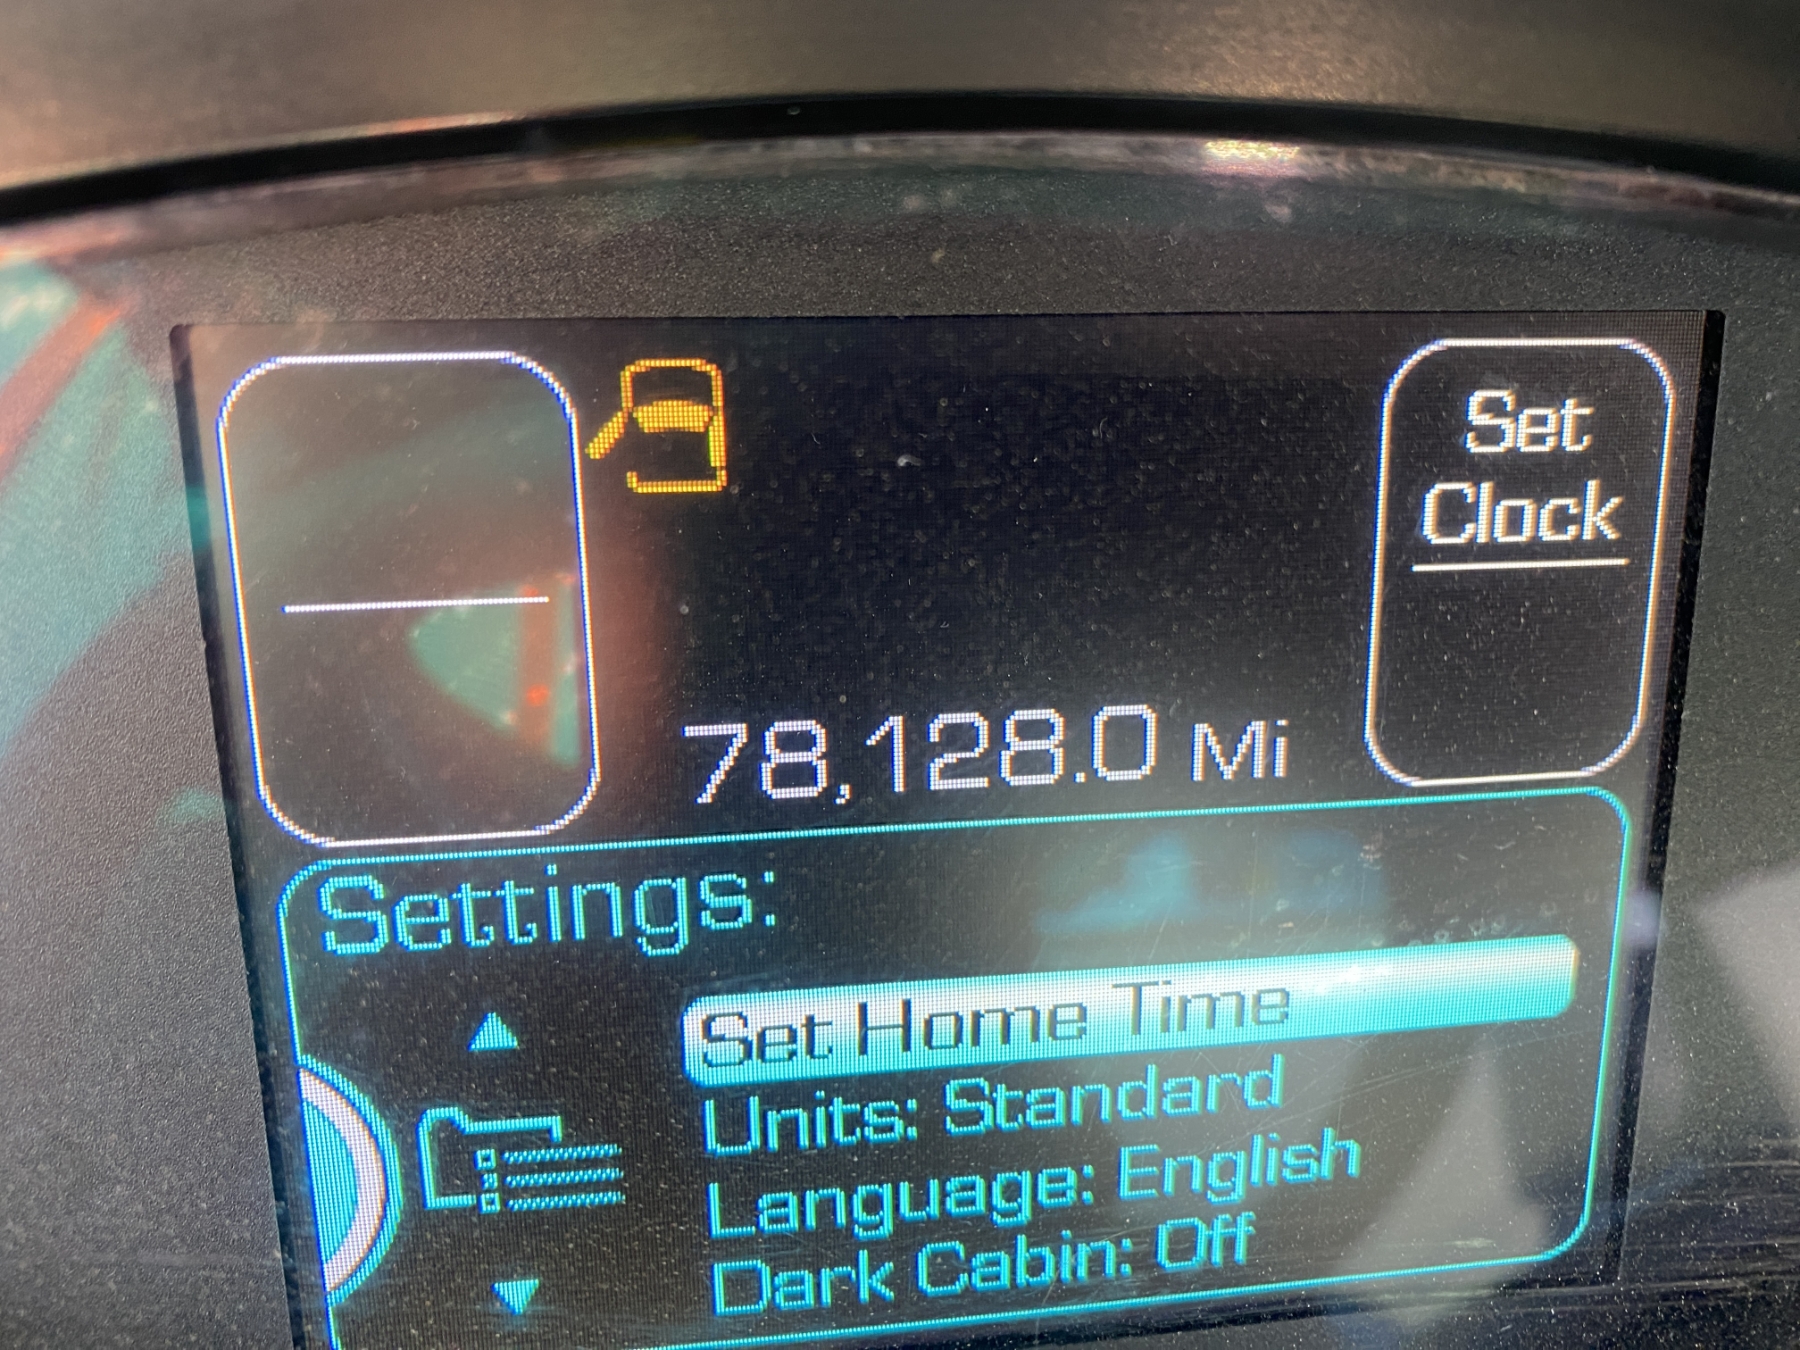 Set
Clock
78,128.0 Mi
Settings:
Set Home Time
Units: Standard
Language: English
Dark Cabin: Off